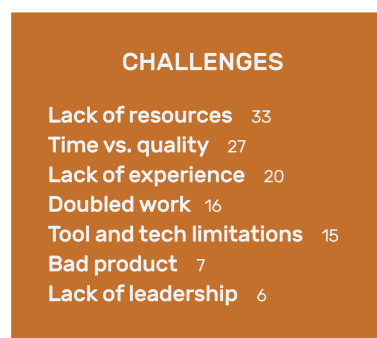 CHALLENGES
Lack of resources 33
Time vs. quality 27
Lack of experience 20
Doubled work 16
Tool and tech limitations 15
Bad product 7
Lack of leadership 6